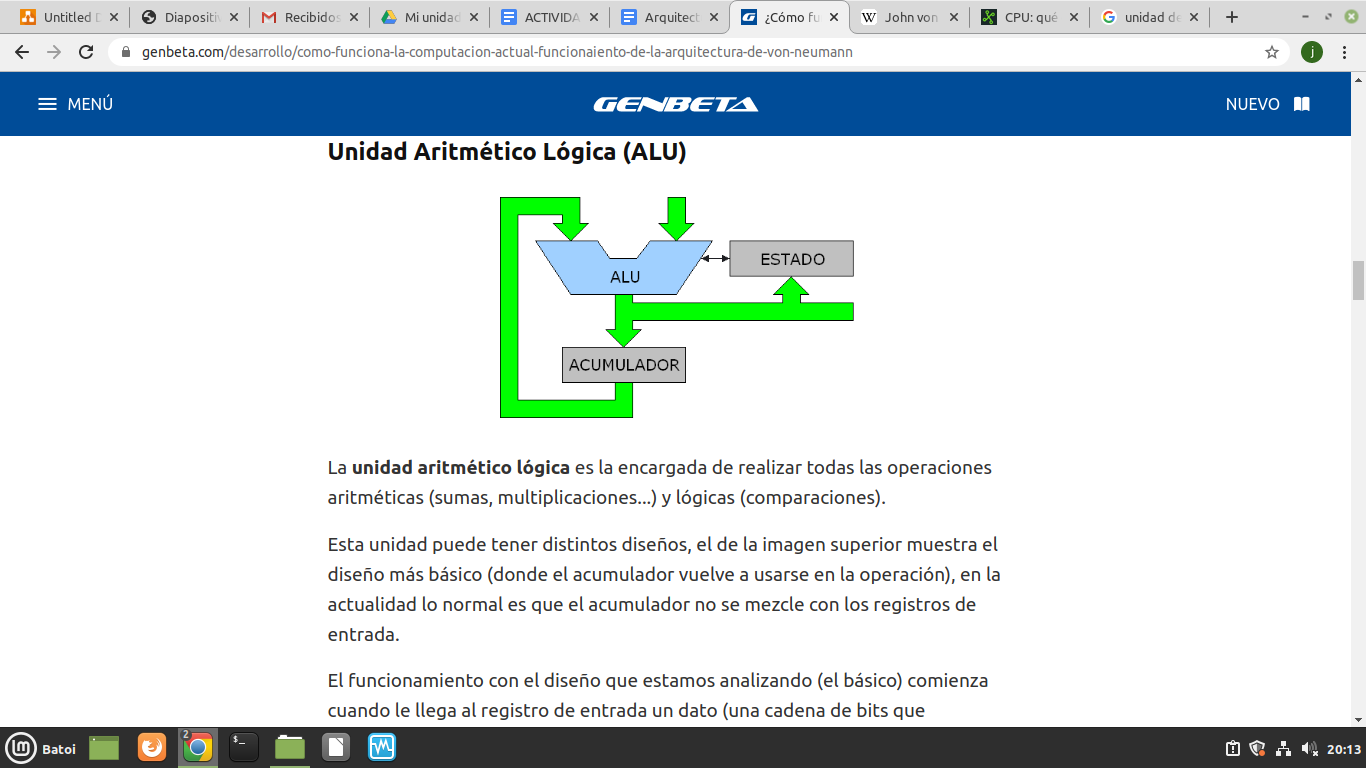 Untitled D
Diapositiv
Recibidos
Mi unidad
ACTIVIDA
Arquitect
¿Cómo fu
John von
CPU: qué
unidad de
genbeta.com/desarrollo/como-funciona-la-computacion-actual-funcionaiento-de-la-arquitectura-de-von-neumann
j
MENÚ
GENBETA
NUEVO
Unidad Aritmético Lógica (ALU)
ALU
ESTADO
ACUMULADOR
La unidad aritmético lógica es la encargada de realizar todas las operaciones
aritméticas (sumas, multiplicaciones...) y lógicas (comparaciones).
Esta unidad puede tener distintos diseños, el de la imagen superior muestra el
diseño más básico (donde el acumulador vuelve a usarse en la operación), en la
actualidad lo normal es que el acumulador no se mezcle con los registros de
entrada.
El funcionamiento con el diseño que estamos analizando (el básico) comienza
cuando le llega al registro de entrada un dato (una cadena de bits que
Batoi
2
20:13